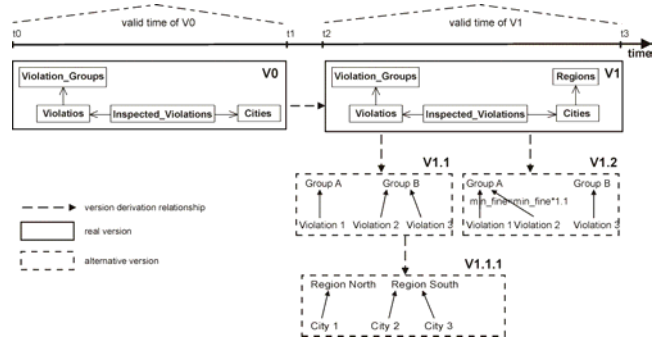 valid time of V0 valid time of V1
t0 t1 t2 t3
time
V0 V1
Violation_Groups Violation_Groups Regions
Violatios Inspected_Violations Cities Violatios Inspected_Violations Cities
V1.1 V1.2
Group A Group B Group A Group B
min_fine=min_fine*1.1
version derivation relationship
Violation 1 Violation 2 Violation 3 Violation 1 Violation 2 Violation 3
real version
V1.1.1
alternative version
Region North Region South
City 1 City 2 City 3